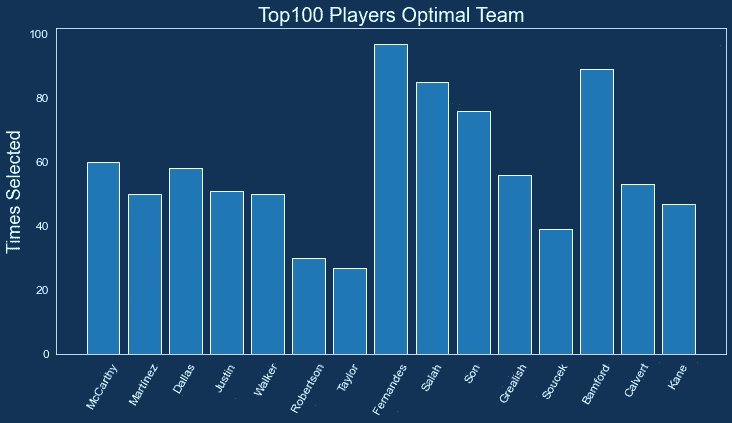 Top100 Players Optimal Team
Times Selected
100
80
60
40
20
0
McCarthy
Martinez
Dallas
Justin
Walker
Robertson
Taylor
Fernandes
Salah
Son
Grealish
Soucek
Bamford
Calvert
Kane